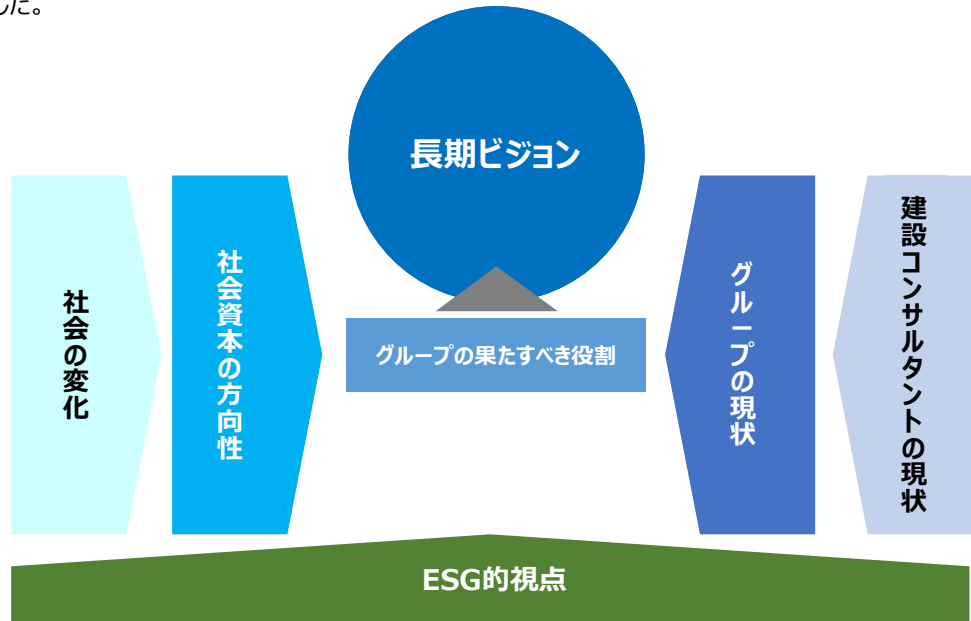 した。
長期ビジョン
社会の変化
社会資本の方向性
グループの果たすべき役割
グループの現状
建設コンサルタントの現状
ESG的視点